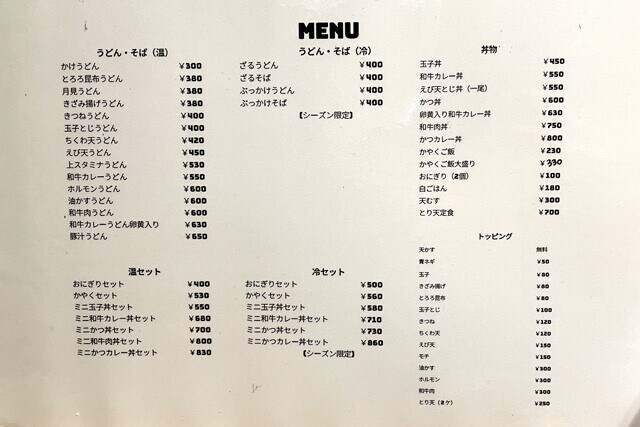 MENU
うどん・そば（温）
かけうどん ￥300
とろろ昆布うどん ￥380
月見うどん ￥380
きざみ揚げうどん ￥380
きつねうどん ￥400
玉子とじうどん ￥400
ちくわ天うどん ￥420
えび天うどん ￥450
上スタミナうどん ￥530
和牛カレーうどん ￥550
ホルモンうどん ￥600
油かすうどん ￥600
和牛肉うどん ￥600
和牛カレーうどん卵黄入り ￥630
豚汁うどん ￥650
うどん・そば（冷）
ざるうどん ￥400
ざるそば ￥400
ぶっかけうどん ￥400
ぶっかけそば ￥400
【シーズン限定】
丼物
玉子丼 ￥450
和牛カレー丼 ￥550
えび天とじ丼（一尾） ￥550
かつ丼 ￥600
卵黄入り和牛カレー丼 ￥630
和牛肉丼 ￥750
かつカレー丼 ￥800
かやくご飯 ￥230
かやくご飯大盛り ￥330
おにぎり（2個） ￥100
白ごはん ￥180
天むす ￥300
とり天定食 ￥700
温セット
おにぎりセット ￥400
かやくセット ￥530
ミニ玉子丼セット ￥550
ミニ和牛カレー丼セット ￥680
ミニかつ丼セット ￥700
ミニ和牛肉丼セット ￥800
ミニかつカレー丼セット ￥830
冷セット
おにぎりセット ￥500
かやくセット ￥560
ミニ玉子丼セット ￥580
ミニ和牛カレー丼セット ￥710
ミニかつ丼セット ￥730
ミニかつカレー丼セット ￥860
【シーズン限定】
トッピング
天かす 無料
青ネギ ￥50
玉子 ￥80
きざみ揚げ ￥80
とろろ昆布 ￥80
玉子とじ ￥100
きつね ￥120
ちくわ天 ￥120
えび天 ￥150
モチ ￥150
油かす ￥300
ホルモン ￥300
和牛肉 ￥300
とり天（2ケ） ￥250